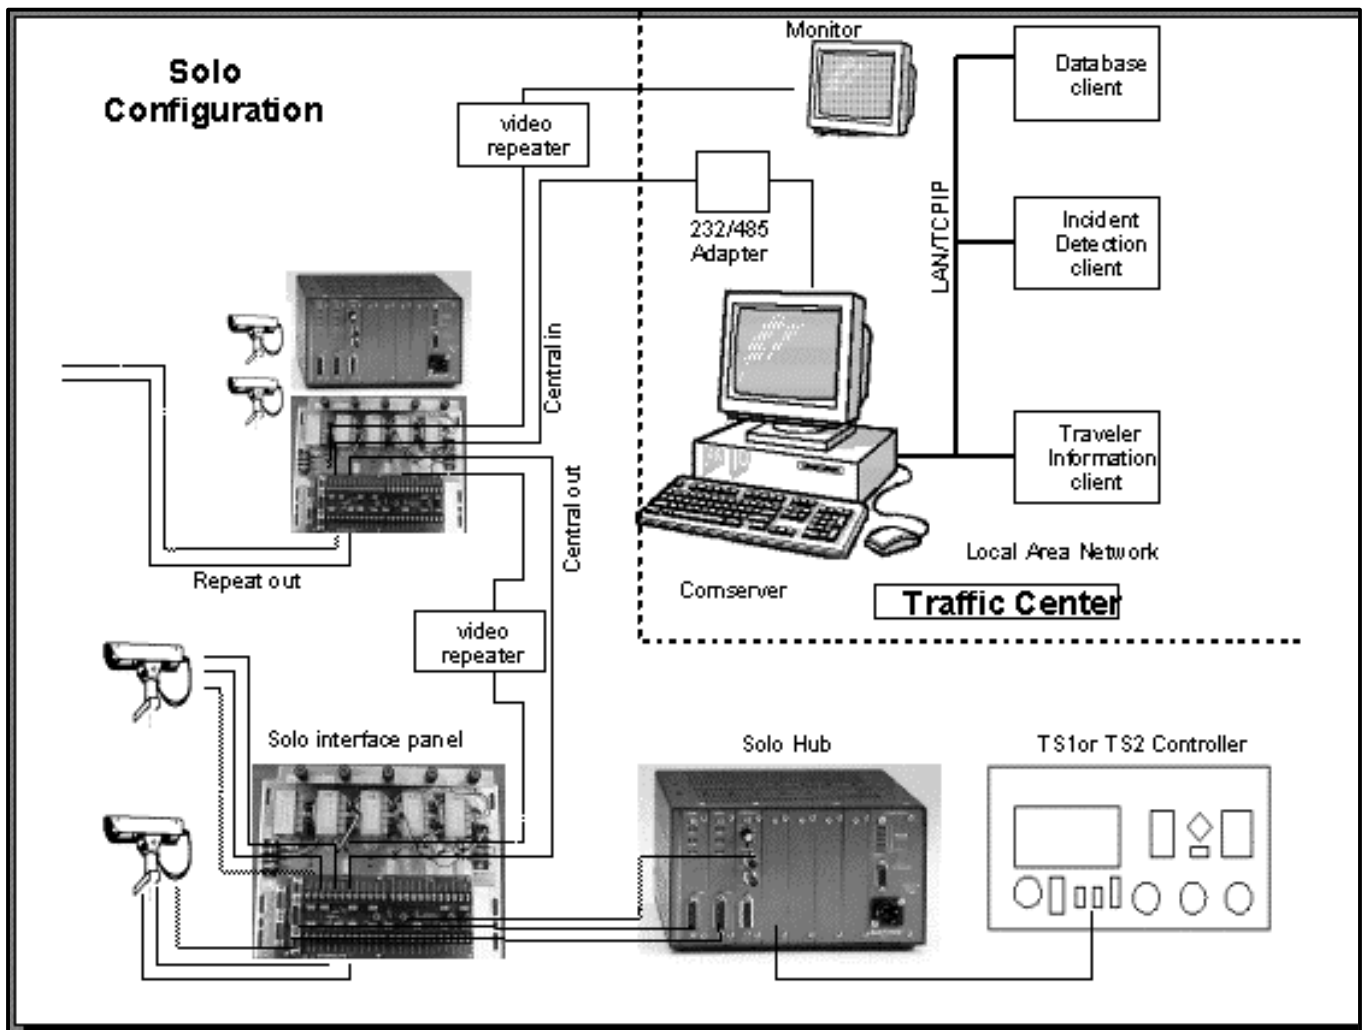 Solo
Configuration
Monitor
video
repeater
232/485
Adapter
LAN/TCPIP
Database
client
Incident
Detection
client
Traveler
Information
client
Central in
Central out
Repeat out
Comserver
Local Area Network
Traffic Center
video
repeater
Solo interface panel
Solo Hub
TS1or TS2 Controller